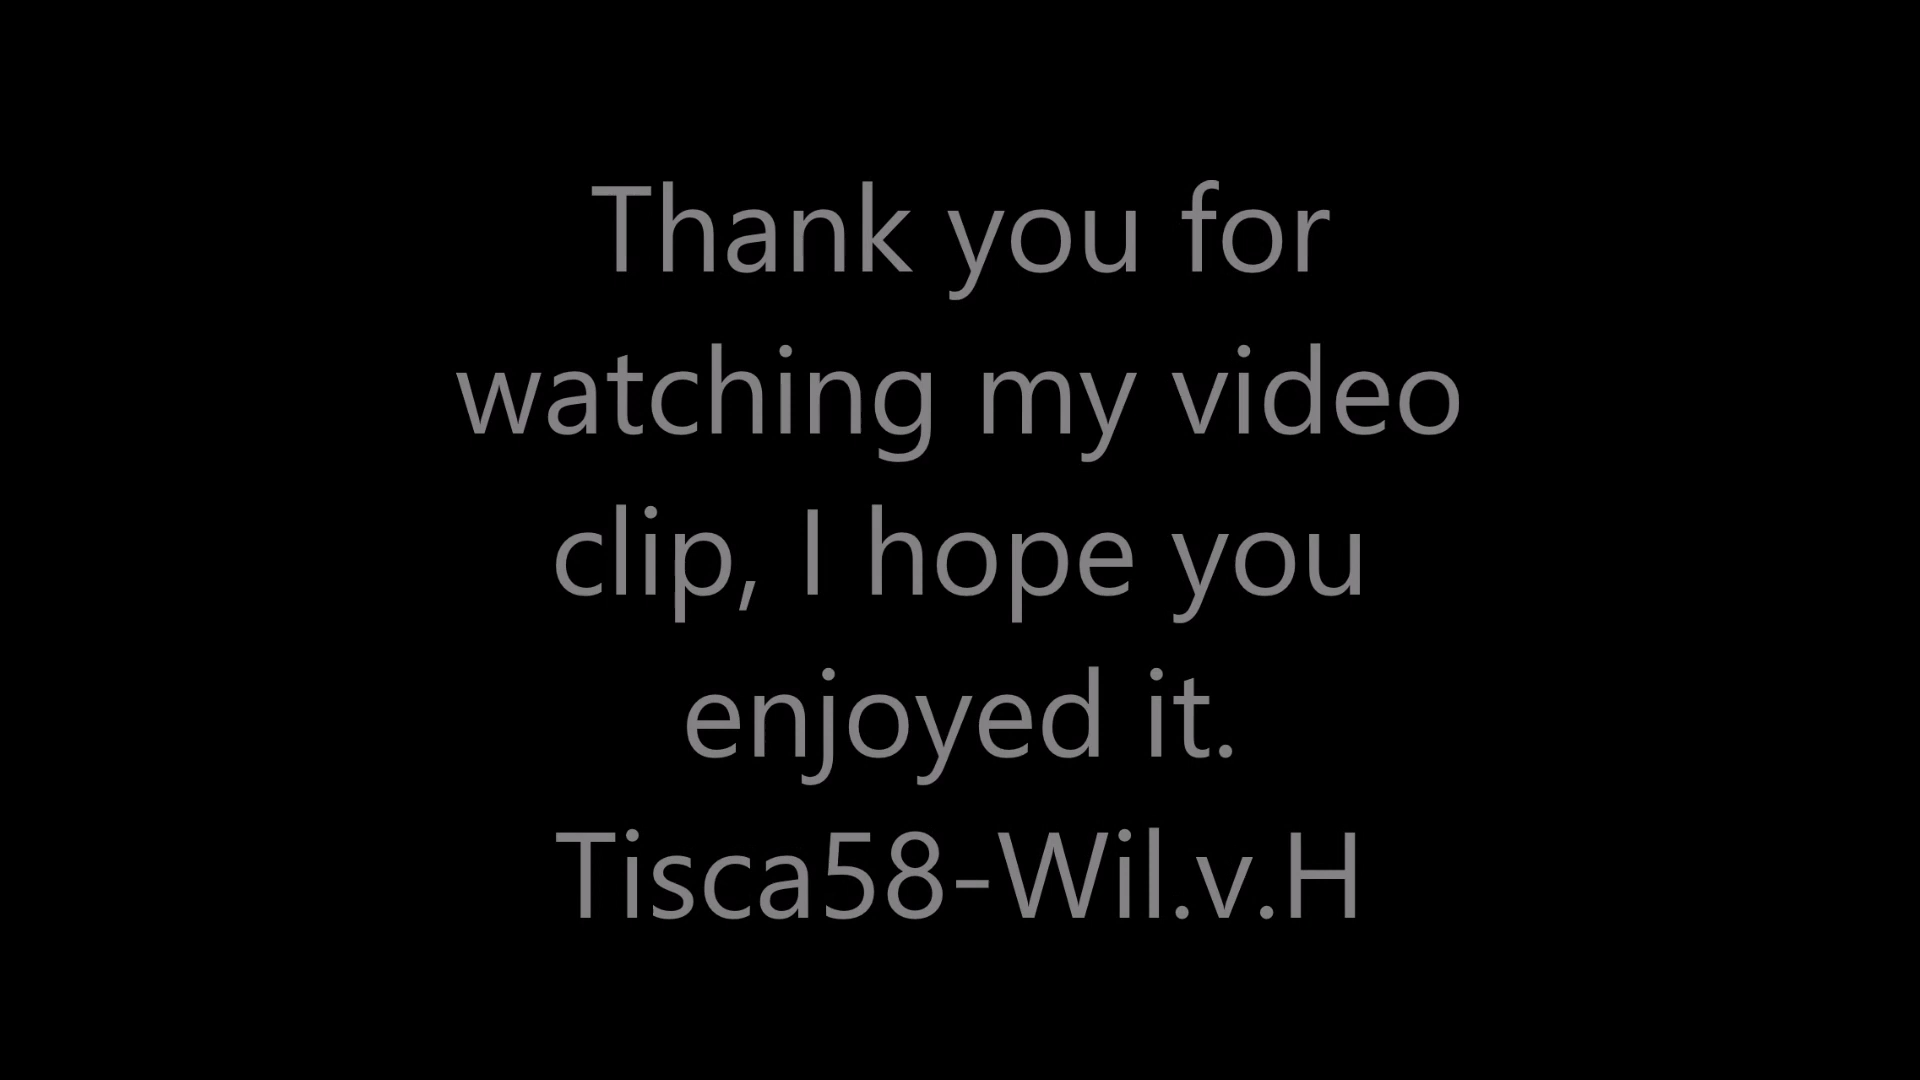 Thank you for
watching my video
clip, I hope you
enjoyed it.
Tisca58-Wil.v.H